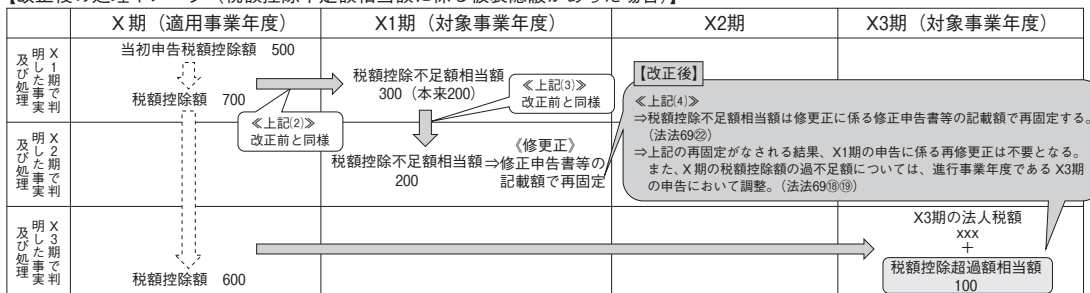 【改正後の処理イメージ(税額控除不足額相当額に係る仮装隠蔽があった場合)】
X期(適用事業年度)
X1期(対象事業年度)
X2期
X3期(対象事業年度)
X1期で判
明した事実
及び処理
当初申告税額控除額 500
税額控除額 700
≪上記(2)≫
改正前と同様
税額控除不足額相当額
300(本来200)
≪上記(3)≫
改正前と同様
【改正後】
≪上記(4)≫
⇒税額控除不足額相当額は修更正に係る修正申告書等の記載額で再固定する。
(法法69㉒)
⇒上記の再固定がなされる結果、X1期の申告に係る再修更正は不要となる。
また、X期の税額控除額の過不足額については、進行事業年度であるX3期
の申告において調整。(法法69⑱⑲)
X2期で判
明した事実
及び処理
税額控除不足額相当額⇒
200
《修更正》
修正申告書等の
記載額で再固定
X3期で判
明した事実
及び処理
税額控除額 600
X3期の法人税額
xxx
+
税額控除超過額相当額
100